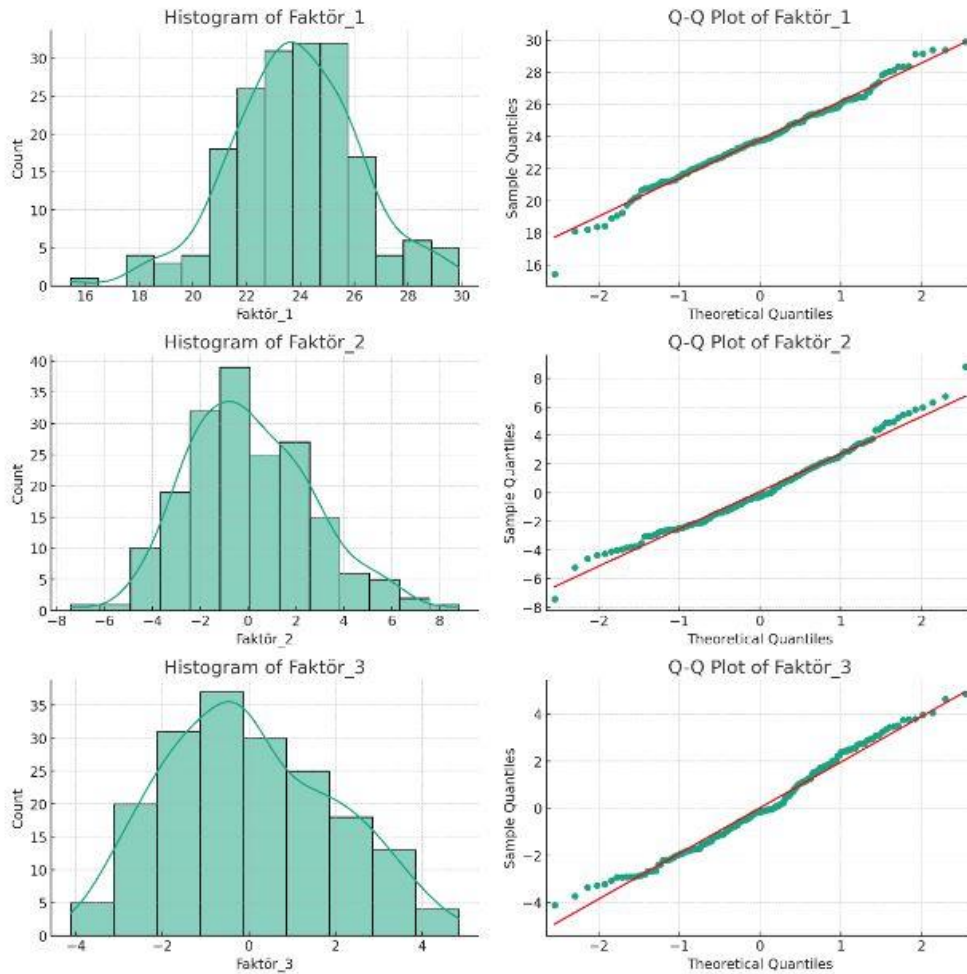 Histogram of Faktör_1
Count
30
25
20
15
10
5
0
16 18 20 22 24 26 28 30
Faktör_1
Q-Q Plot of Faktör_1
Sample Quantiles
30
28
26
24
22
20
18
16
−2 −1 0 1 2
Theoretical Quantiles
Histogram of Faktör_2
Count
40
35
30
25
20
15
10
5
0
−8 −6 −4 −2 0 2 4 6 8
Faktör_2
Q-Q Plot of Faktör_2
Sample Quantiles
8
6
4
2
0
−2
−4
−6
−8
−2 −1 0 1 2
Theoretical Quantiles
Histogram of Faktör_3
Count
35
30
25
20
15
10
5
0
−4 −2 0 2 4
Faktör_3
Q-Q Plot of Faktör_3
Sample Quantiles
4
2
0
−2
−4
−2 −1 0 1 2
Theoretical Quantiles